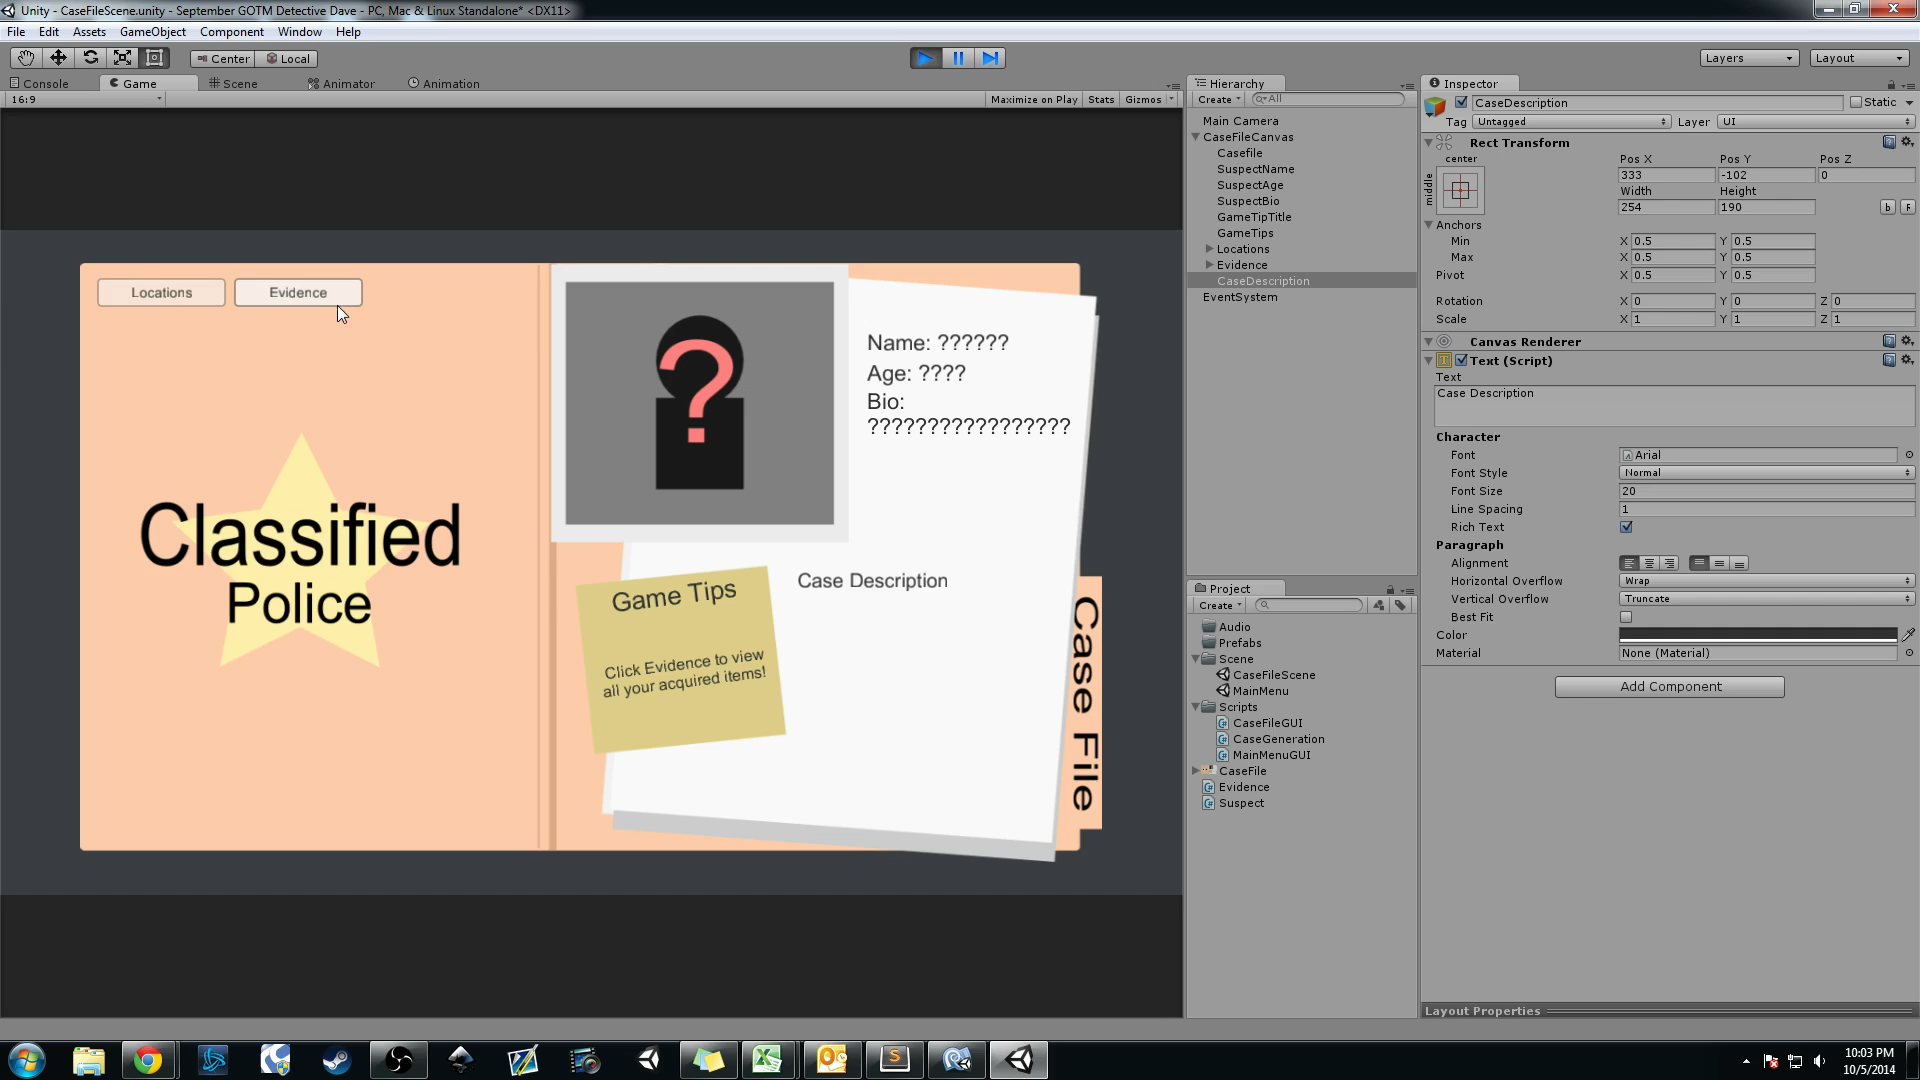 Unity - CaseFileScene.unity - September GOTM Detective Dave - PC, Mac & Linux Standalone* <DX11>
File Edit Assets GameObject Component Window Help
Center Local
Layers Layout
Console Game Scene Animator Animation
16:9
Maximize on Play Stats Gizmos
Locations Evidence
Classified
Police
?
Name: ??????
Age: ????
Bio:
?????????????????
Game Tips
Click Evidence to view
all your acquired items!
Case Description
Case File
Hierarchy
Create All
Main Camera
CaseFileCanvas
Casefile
SuspectName
SuspectAge
SuspectBio
GameTipTitle
GameTips
Locations
Evidence
CaseDescription
EventSystem
Project
Create
Audio
Prefabs
Scene
CaseFileScene
MainMenu
Scripts
CaseFileGUI
CaseGeneration
MainMenuGUI
CaseFile
Evidence
Suspect
Inspector
CaseDescription Static
Tag Untagged Layer UI
Rect Transform
center Pos X Pos Y Pos Z
middle 333 -102 0
Width Height
254 190
Anchors
Min X 0.5 Y 0.5
Max X 0.5 Y 0.5
Pivot X 0.5 Y 0.5
Rotation X 0 Y 0 Z 0
Scale X 1 Y 1 Z 1
Canvas Renderer
Text (Script)
Text
Case Description
Character
Font Arial
Font Style Normal
Font Size 20
Line Spacing 1
Rich Text
Paragraph
Alignment
Horizontal Overflow Wrap
Vertical Overflow Truncate
Best Fit
Color
Material None (Material)
Add Component
Layout Properties
10:03 PM
10/5/2014